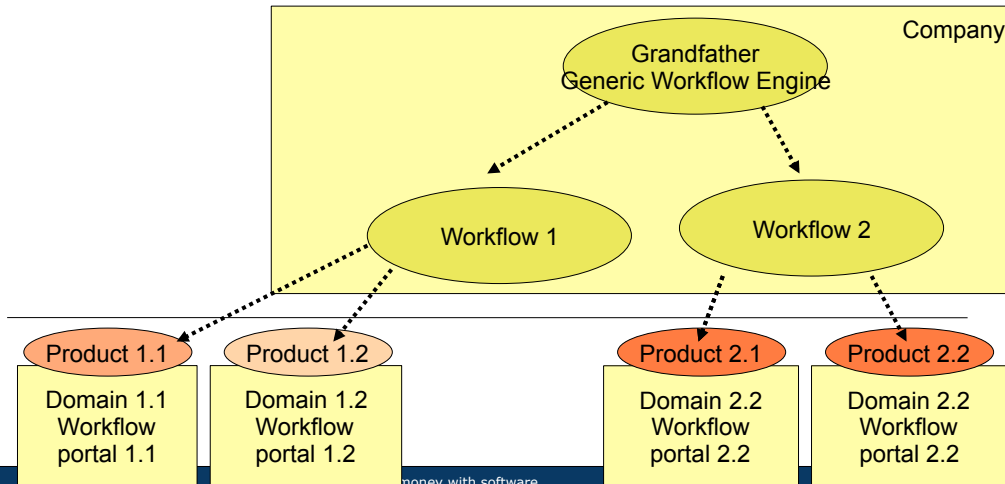 Company
Grandfather
Generic Workflow Engine
Workflow 1
Workflow 2
Product 1.1
Product 1.2
Product 2.1
Product 2.2
Domain 1.1
Workflow
portal 1.1
Domain 1.2
Workflow
portal 1.2
Domain 2.2
Workflow
portal 2.2
Domain 2.2
Workflow
portal 2.2
money with software